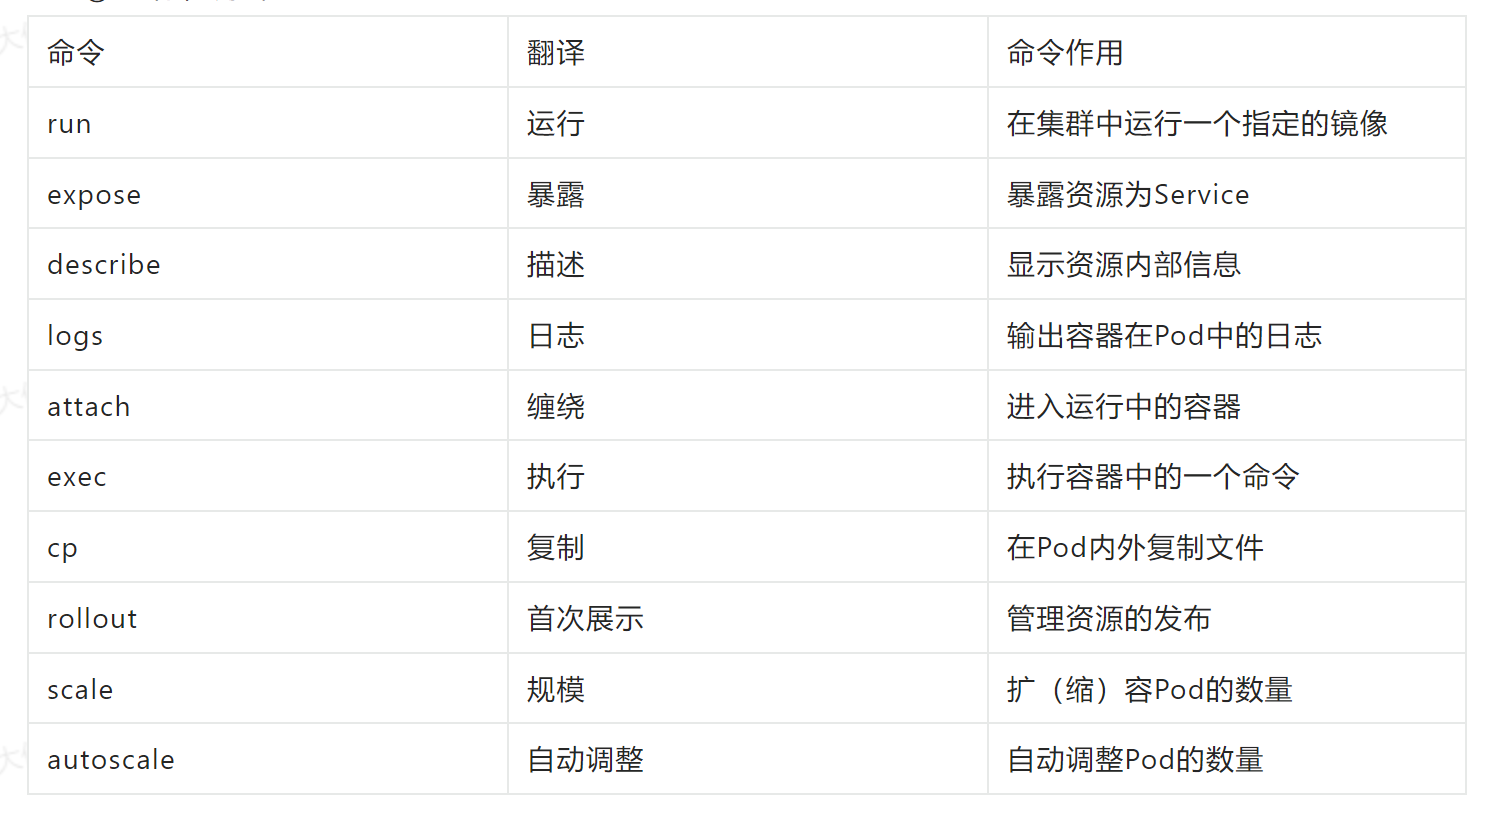 命令 翻译 命令作用
run 运行 在集群中运行一个指定的镜像
expose 暴露 暴露资源为Service
describe 描述 显示资源内部信息
logs 日志 输出容器在Pod中的日志
attach 缠绕 进入运行中的容器
exec 执行 执行容器中的一个命令
cp 复制 在Pod内外复制文件
rollout 首次展示 管理资源的发布
scale 规模 扩（缩）容Pod的数量
autoscale 自动调整 自动调整Pod的数量